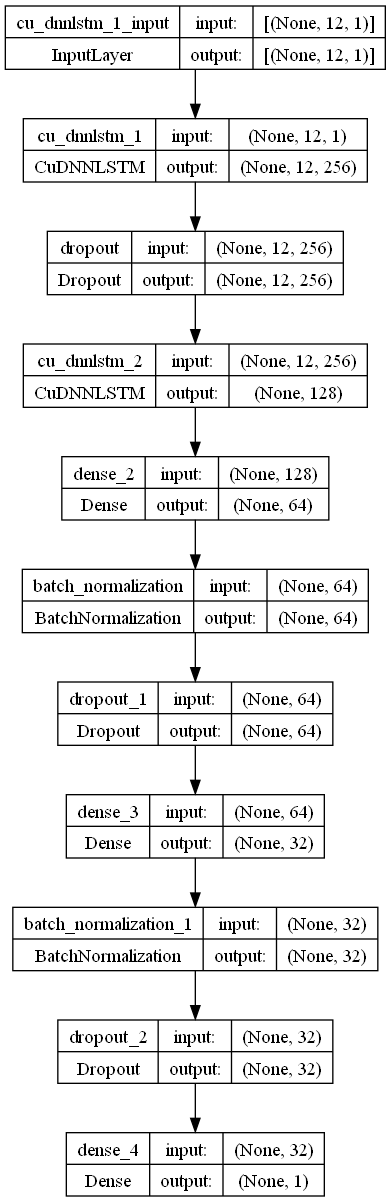 cu_dnnlstm_1_input input: [(None, 12, 1)]
InputLayer output: [(None, 12, 1)]
cu_dnnlstm_1 input: (None, 12, 1)
CuDNNLSTM output: (None, 12, 256)
dropout input: (None, 12, 256)
Dropout output: (None, 12, 256)
cu_dnnlstm_2 input: (None, 12, 256)
CuDNNLSTM output: (None, 128)
dense_2 input: (None, 128)
Dense output: (None, 64)
batch_normalization input: (None, 64)
BatchNormalization output: (None, 64)
dropout_1 input: (None, 64)
Dropout output: (None, 64)
dense_3 input: (None, 64)
Dense output: (None, 32)
batch_normalization_1 input: (None, 32)
BatchNormalization output: (None, 32)
dropout_2 input: (None, 32)
Dropout output: (None, 32)
dense_4 input: (None, 32)
Dense output: (None, 1)